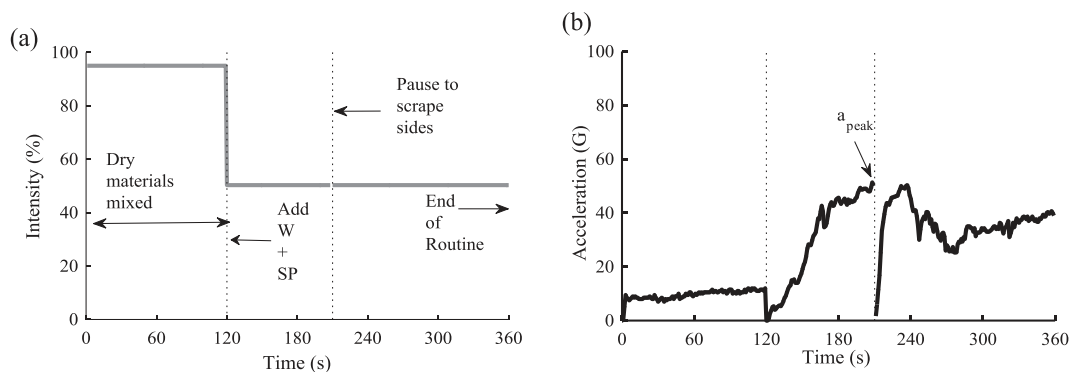 (a)
100
80
60
40
20
0
Intensity (%)
0 60 120 180 240 300 360
Time (s)
Dry
materials
mixed
Add
W
+
SP
Pause to
scrape
sides
End
of
Routine
(b)
100
80
60
40
20
0
Acceleration (G)
0 60 120 180 240 300 360
Time (s)
a peak